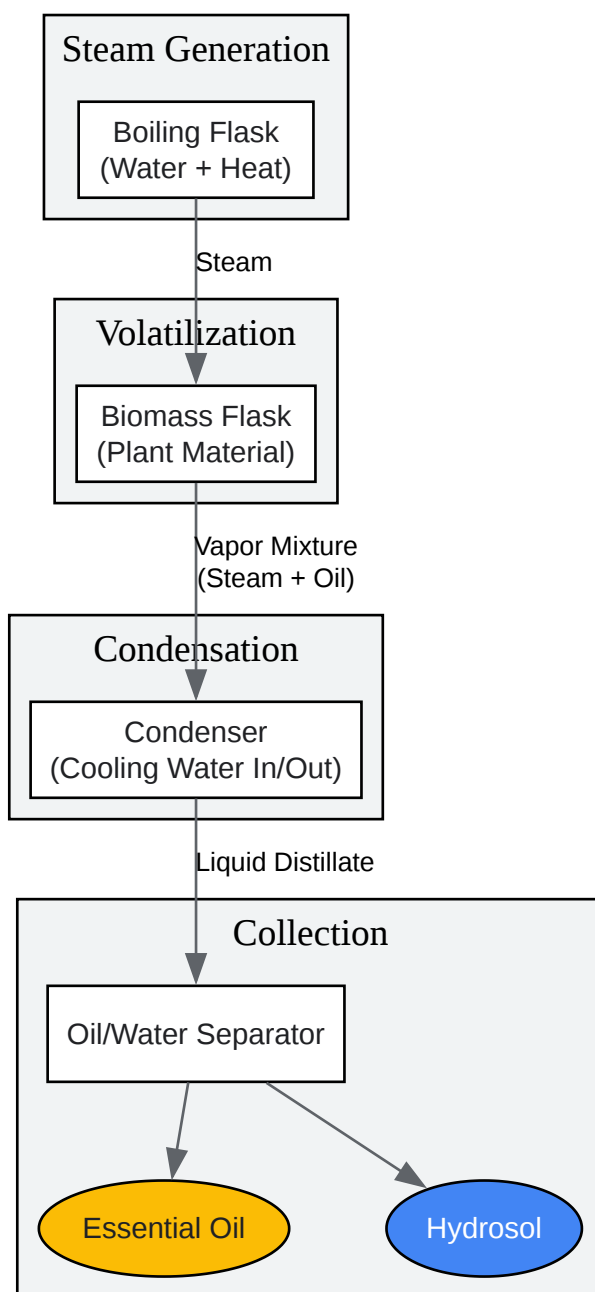 Steam Generation
Boiling Flask
(Water + Heat)
Steam
Volatilization
Biomass Flask
(Plant Material)
Vapor Mixture
(Steam + Oil)
Condensation
Condenser
(Cooling Water In/Out)
Liquid Distillate
Collection
Oil/Water Separator
Essential Oil
Hydrosol